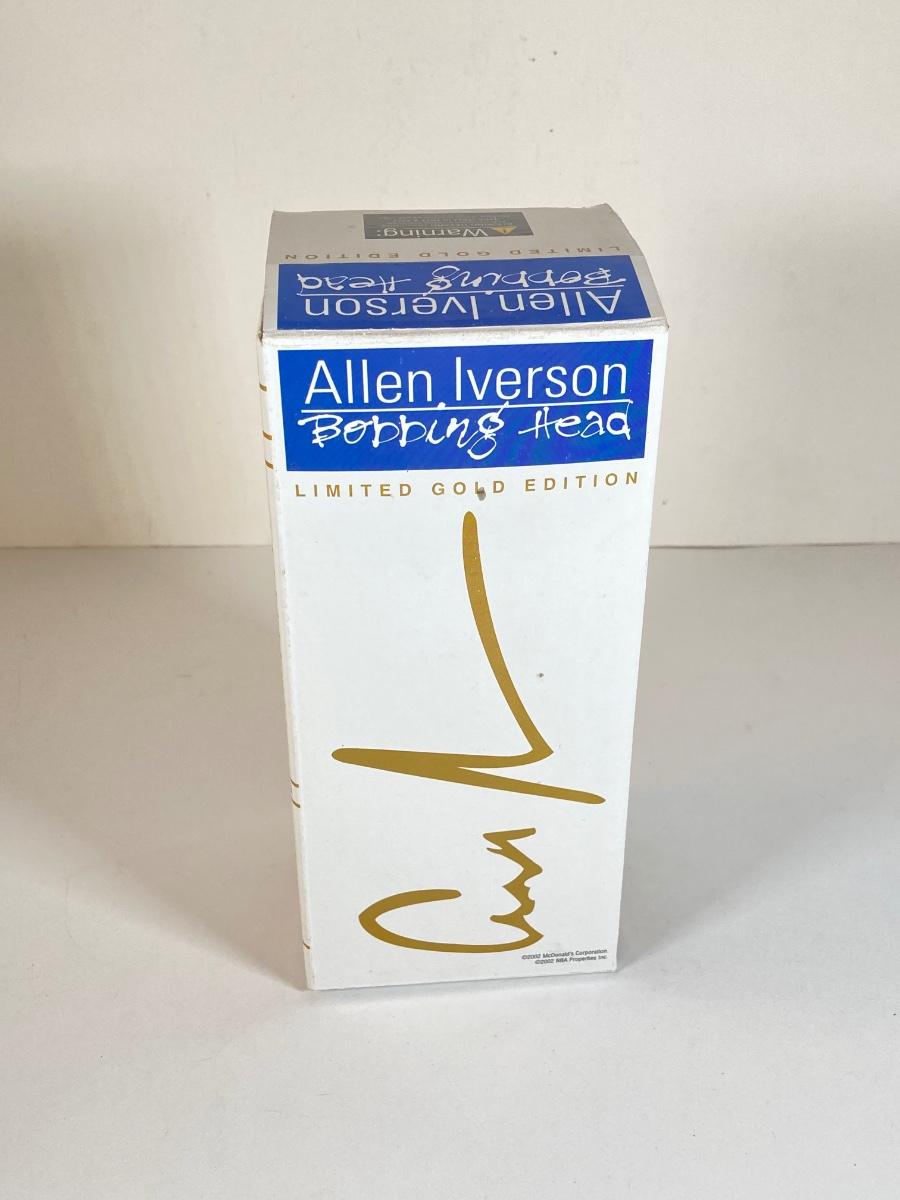 ⚠ Warning:
LIMITED GOLD EDITION
Allen Iverson
Bobbing Head
Allen Iverson
Bobbing Head
LIMITED GOLD EDITION
©2002 McDonald's Corporation.
©2002 NBA Properties Inc.